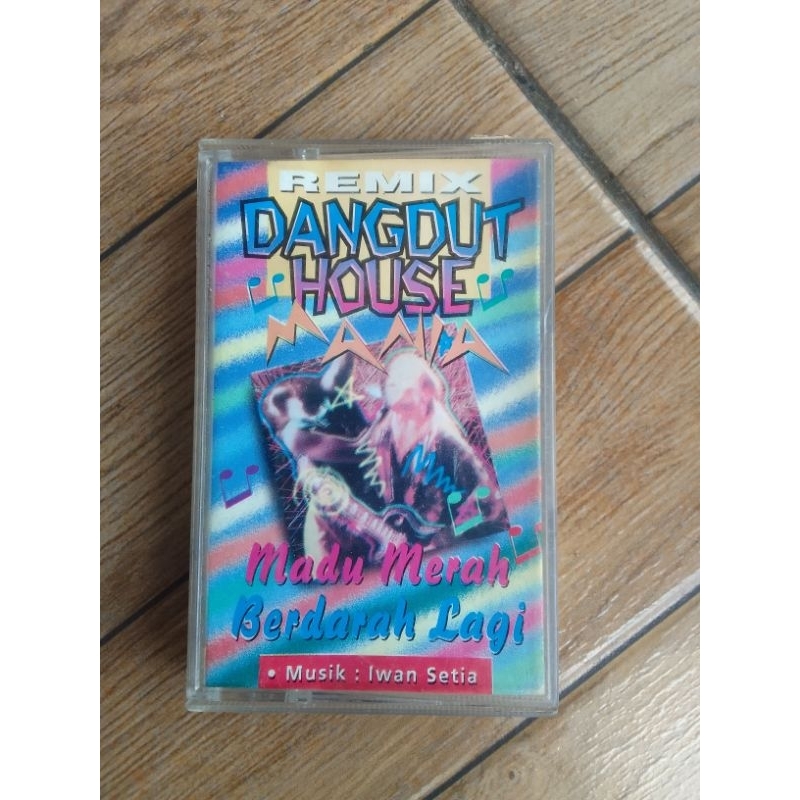 REMIX
DANGDUT
HOUSE
MANIA
Madu Merah
Berdarah Lagi
• Musik : Iwan Setia